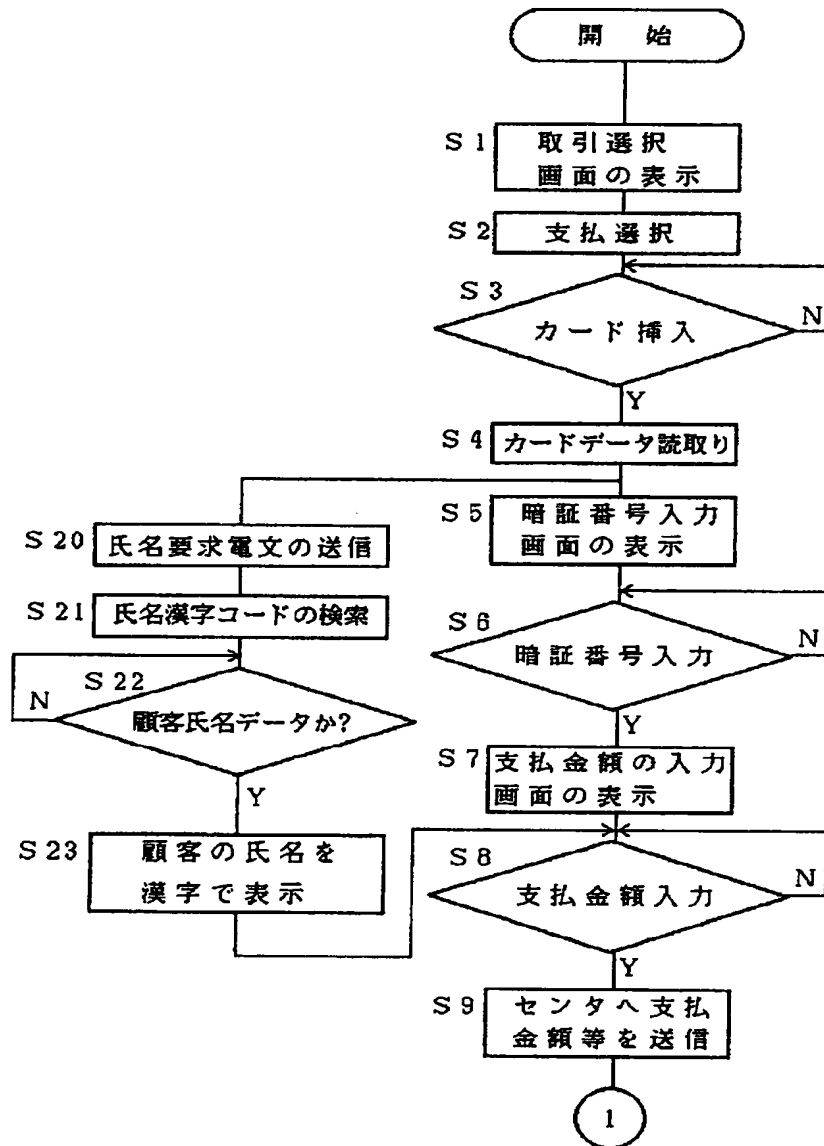 開 始
S1
取引選択
画面の表示
S2
支払選択
S3
カード挿入
N
Y
S4
カードデータ読取り
S5
暗証番号入力
画面の表示
S20
氏名要求電文の送信
S21
氏名漢字コードの検索
S6
暗証番号入力
N
Y
S22
顧客氏名データか?
N
Y
S7
支払金額の入力
画面の表示
S23
顧客の氏名を
漢字で表示
S8
支払金額入力
N
Y
S9
センタへ支払
金額等を送信
1